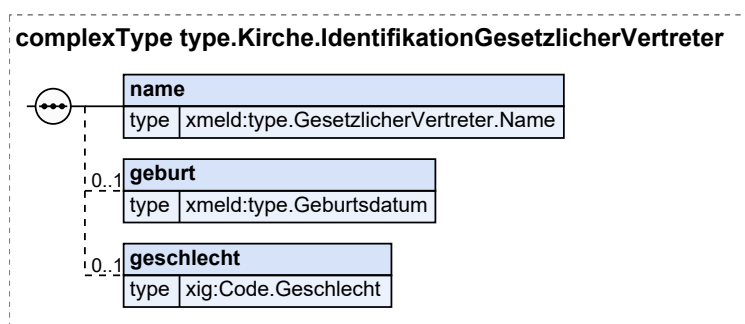 complexType type.Kirche.IdentifikationGesetzlicherVertreter
name
type xmeld:type.GesetzlicherVertreter.Name
0..1 geburt
type xmeld:type.Geburtsdatum
0..1 geschlecht
type xig:Code.Geschlecht